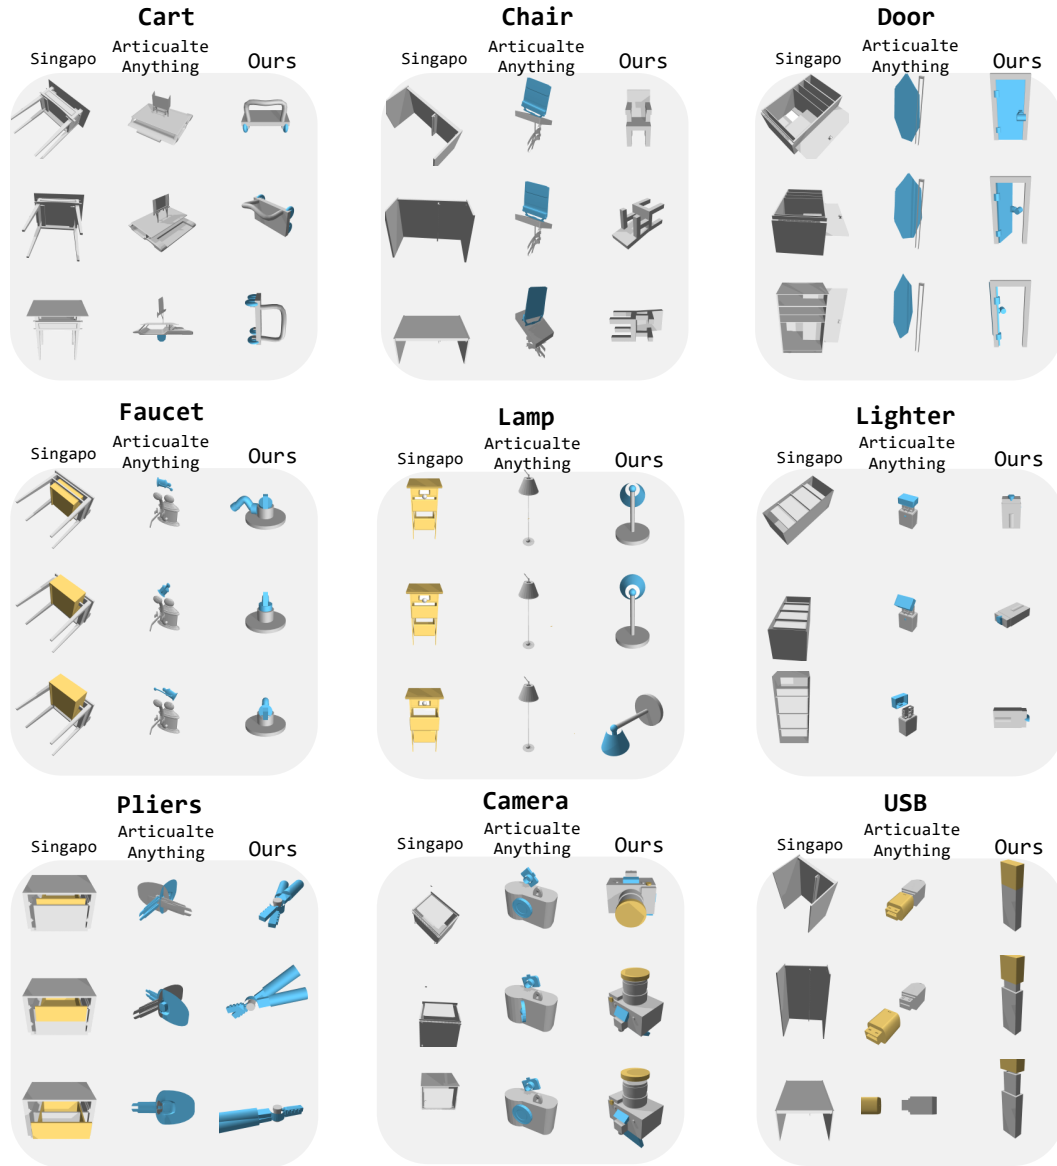 Cart
Singapo
Articualte
Anything
Ours
Chair
Singapo
Articualte
Anything
Ours
Door
Singapo
Articualte
Anything
Ours
Faucet
Singapo
Articualte
Anything
Ours
Lamp
Singapo
Articualte
Anything
Ours
Lighter
Singapo
Articualte
Anything
Ours
Pliers
Singapo
Articualte
Anything
Ours
Camera
Singapo
Articualte
Anything
Ours
USB
Singapo
Articualte
Anything
Ours